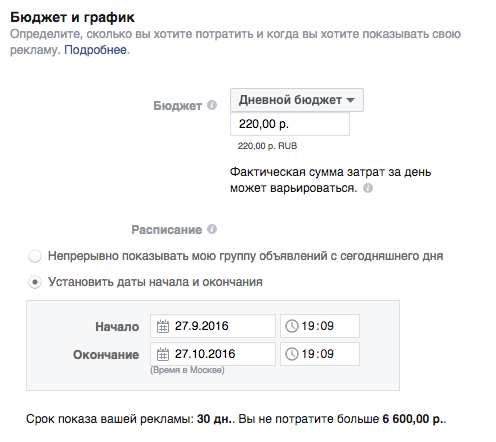 Бюджет и график
Определите, сколько вы хотите потратить и когда вы хотите показывать свою
рекламу. Подробнее.
Бюджет
Дневной бюджет
220,00 р.
220,00 р. RUB
Фактическая сумма затрат за день
может варьироваться.
Расписание
Непрерывно показывать мою группу объявлений с сегодняшнего дня
Установить даты начала и окончания
Начало 27.9.2016 19:09
Окончание 27.10.2016 19:09
(Время в Москве)
Срок показа вашей рекламы: 30 дн.. Вы не потратите больше 6 600,00 р..